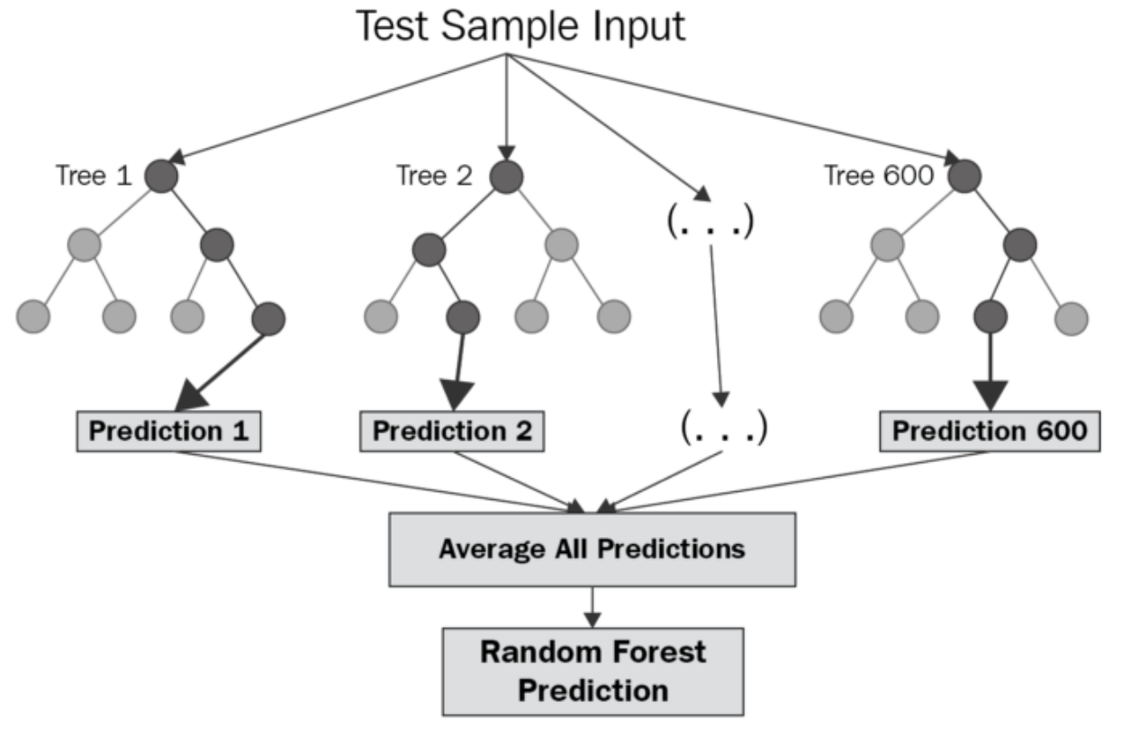 Test Sample Input
Tree 1
Tree 2
Tree 600
(. . .)
Prediction 1
Prediction 2
(. . .)
Prediction 600
Average All Predictions
Random Forest
Prediction